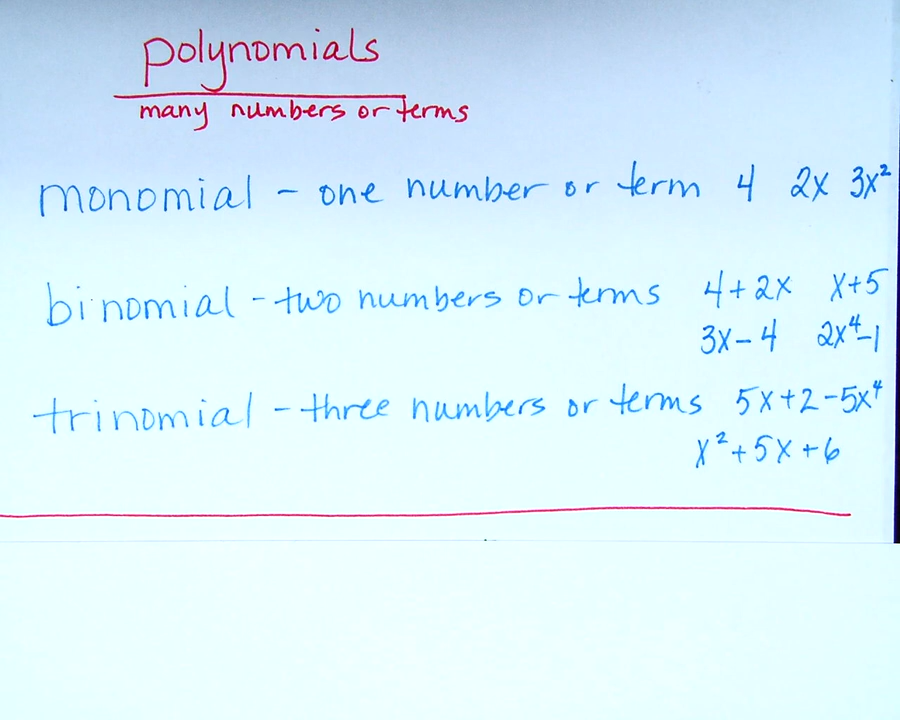 polynomials
many numbers or terms
monomial - one number or term 4 2x 3x²
binomial - two numbers or terms 4+2x x+5
3x-4 2x⁴-1
trinomial - three numbers or terms 5x+2-5x⁴
x²+5x+6